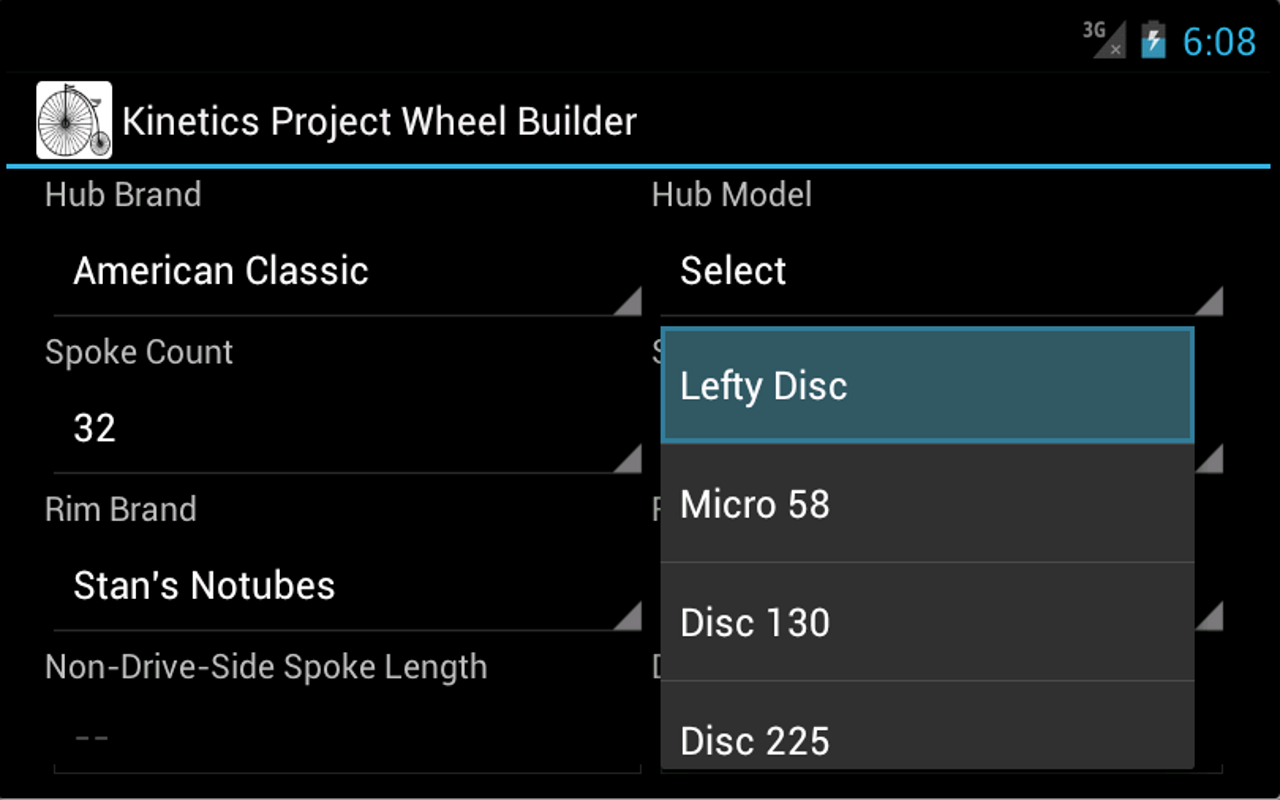 3G 6:08
Kinetics Project Wheel Builder
Hub Brand
Hub Model
American Classic
Select
Spoke Count
32
Lefty Disc
Micro 58
Rim Brand
Stan's Notubes
Disc 130
Non-Drive-Side Spoke Length
--
Disc 225